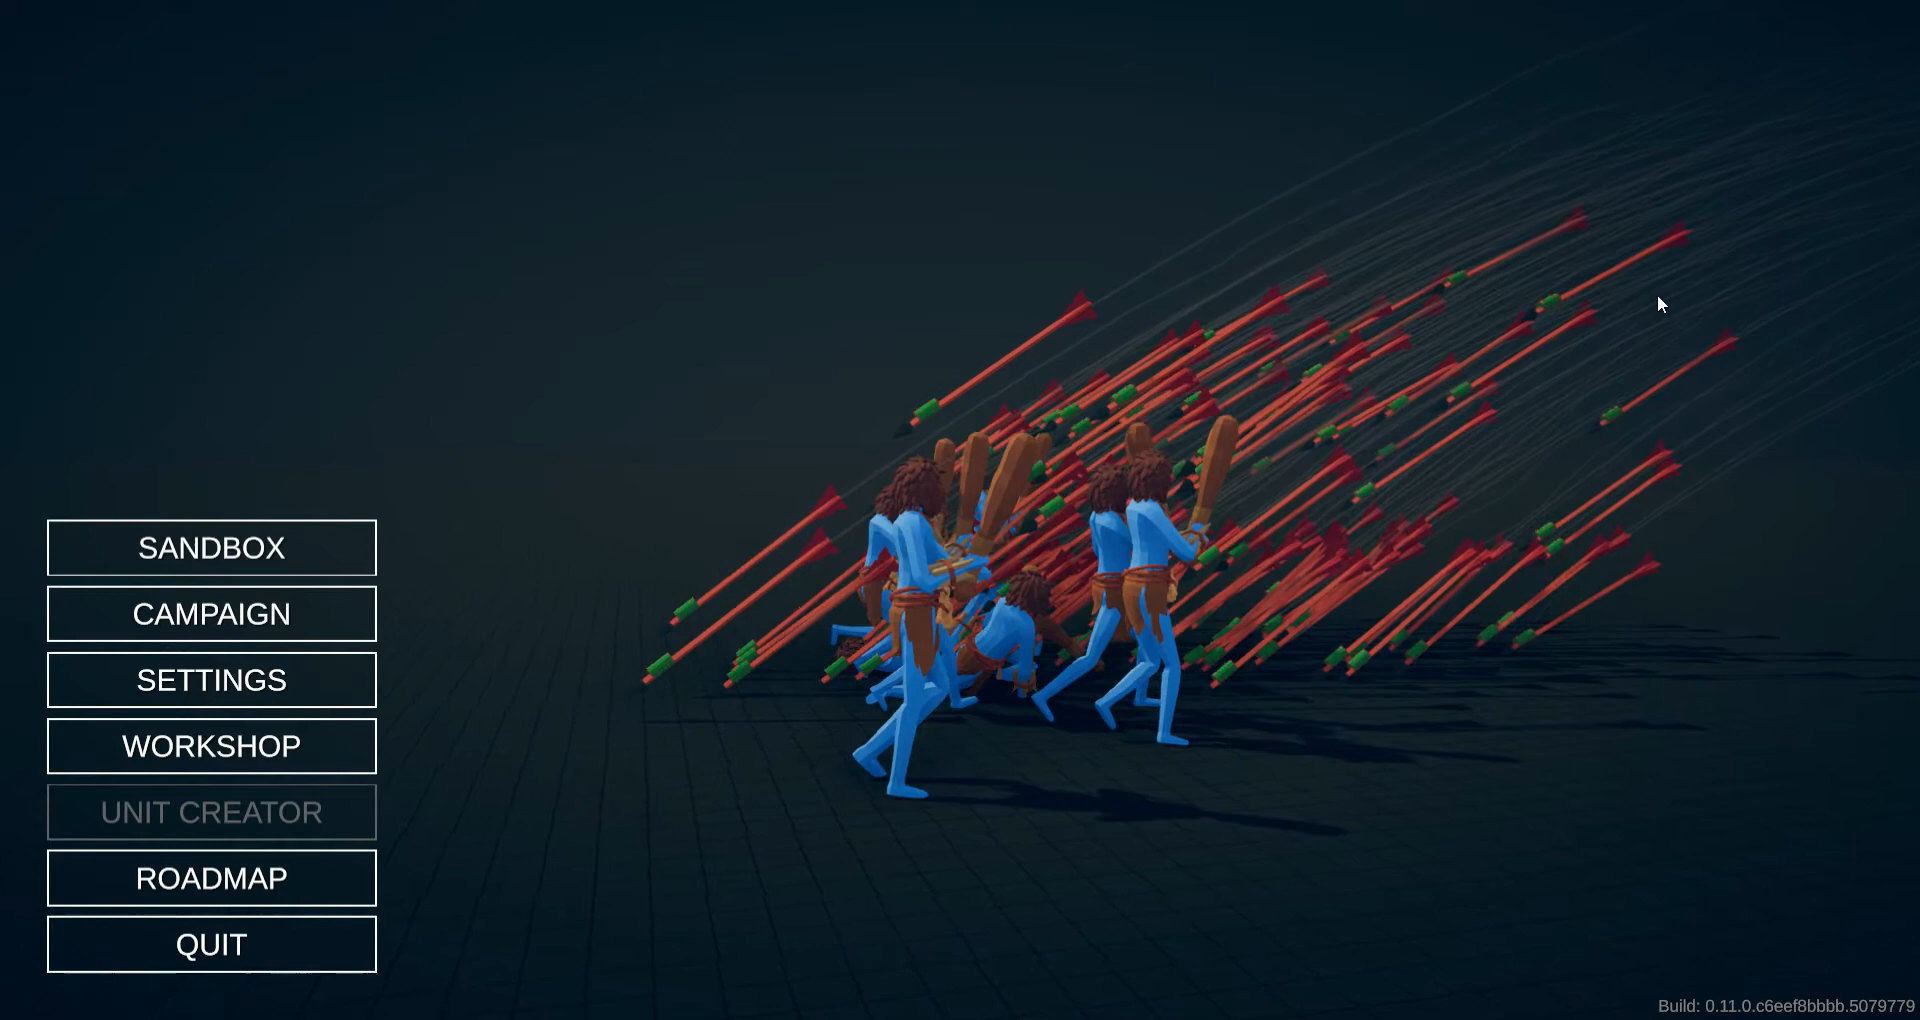 SANDBOX
CAMPAIGN
SETTINGS
WORKSHOP
UNIT CREATOR
ROADMAP
QUIT
Build: 0.11.0.c6eef8bbbb.5079779